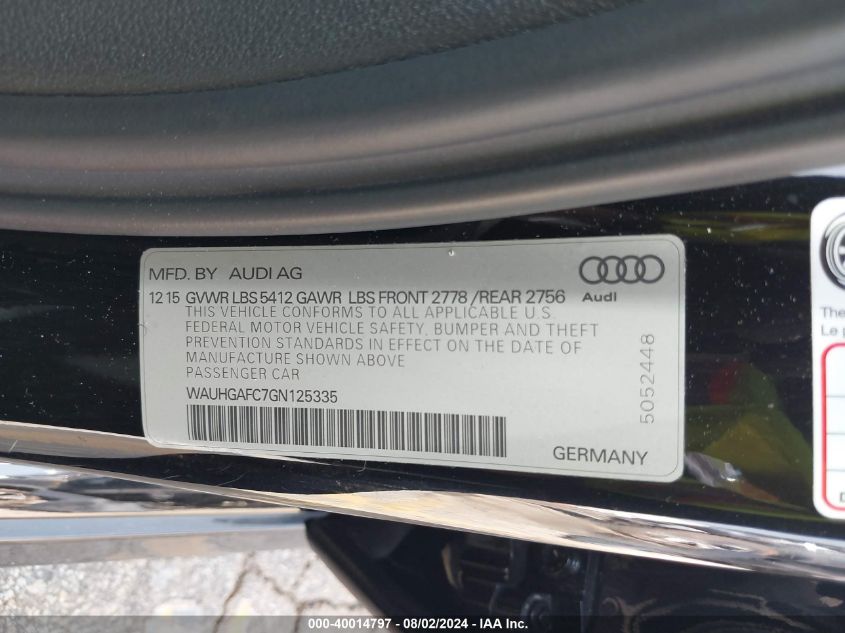 MFD. BY AUDI AG
12 15 GVWR LBS 5412 GAWR LBS FRONT 2778 /REAR 2756
Audi
THIS VEHICLE CONFORMS TO ALL APPLICABLE U.S.
FEDERAL MOTOR VEHICLE SAFETY, BUMPER AND THEFT
PREVENTION STANDARDS IN EFFECT ON THE DATE OF
MANUFACTURE SHOWN ABOVE
PASSENGER CAR
WAUHGAFC7GN125335
5052448
GERMANY
The
Le
000-40014797 - 08/02/2024 - IAA Inc.